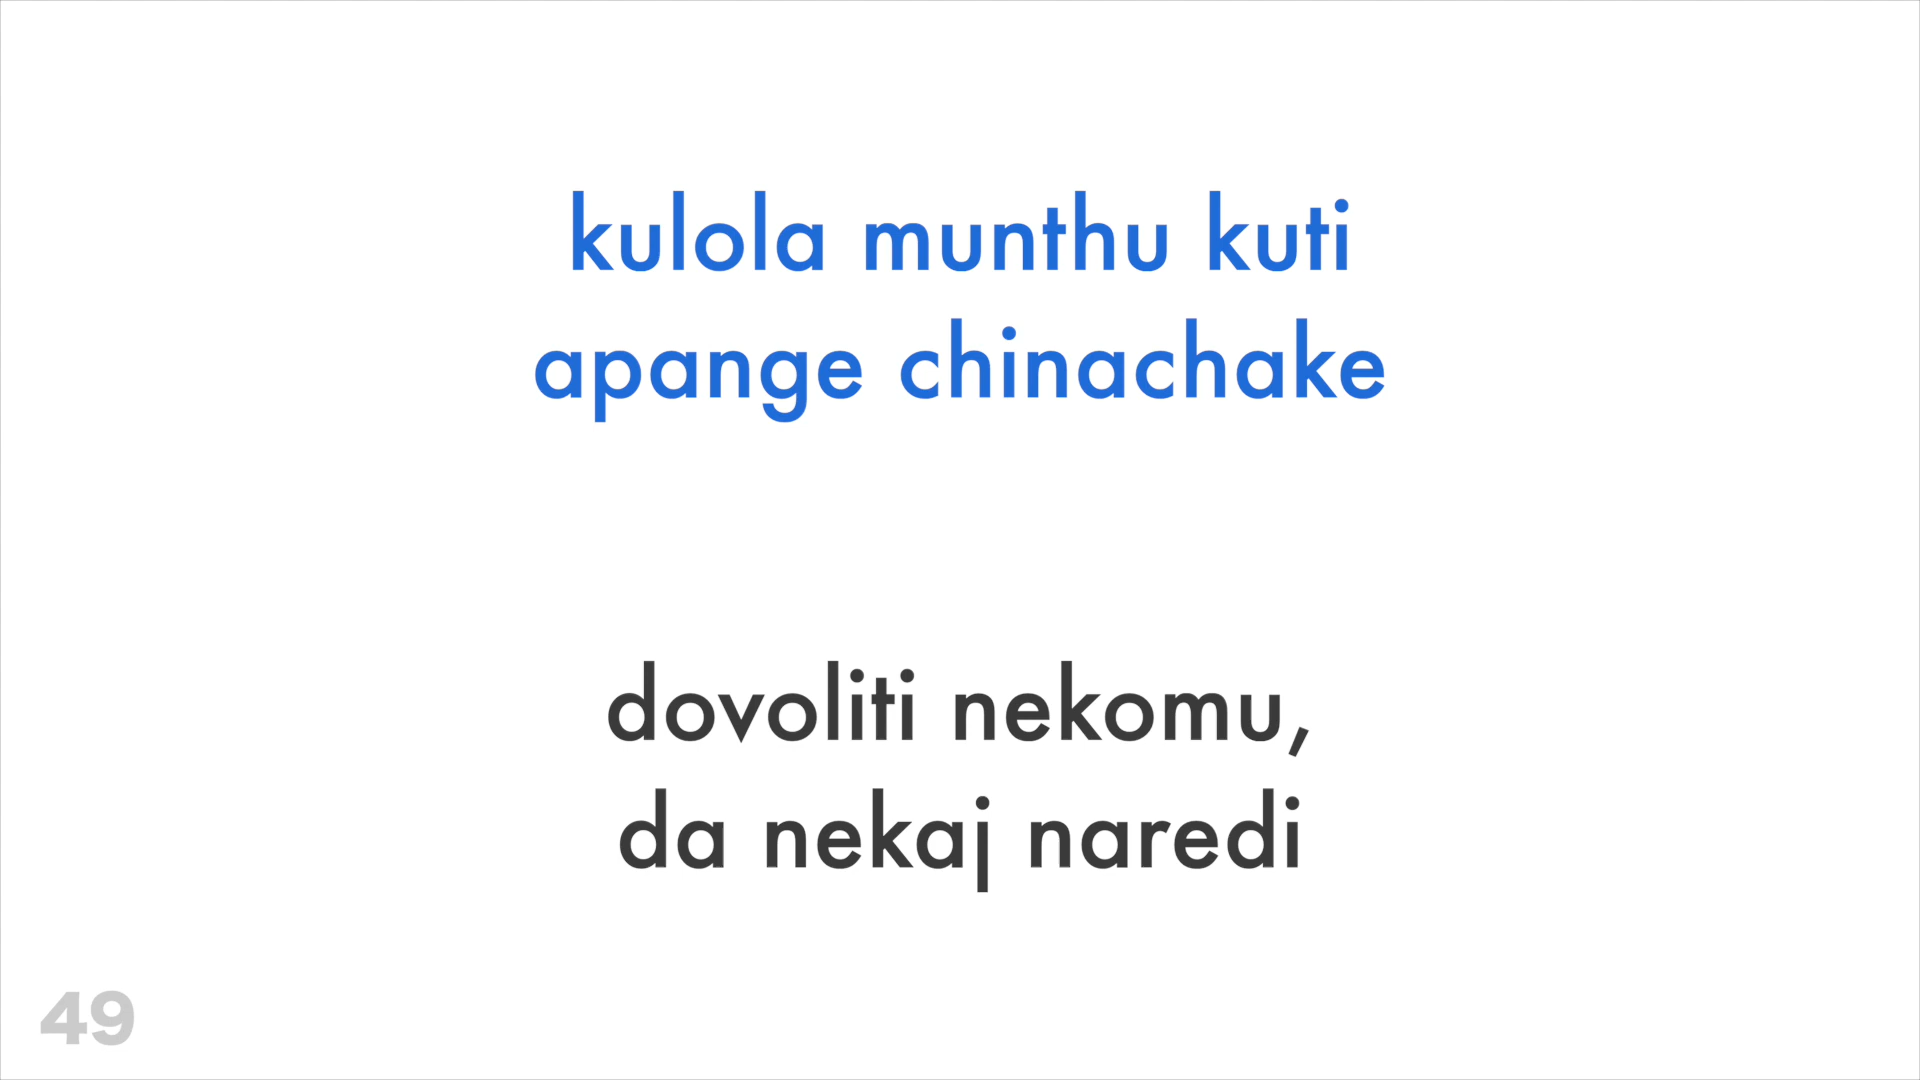 kulola munthu kuti
apange chinachake
dovoliti nekomu,
da nekaj naredi
49